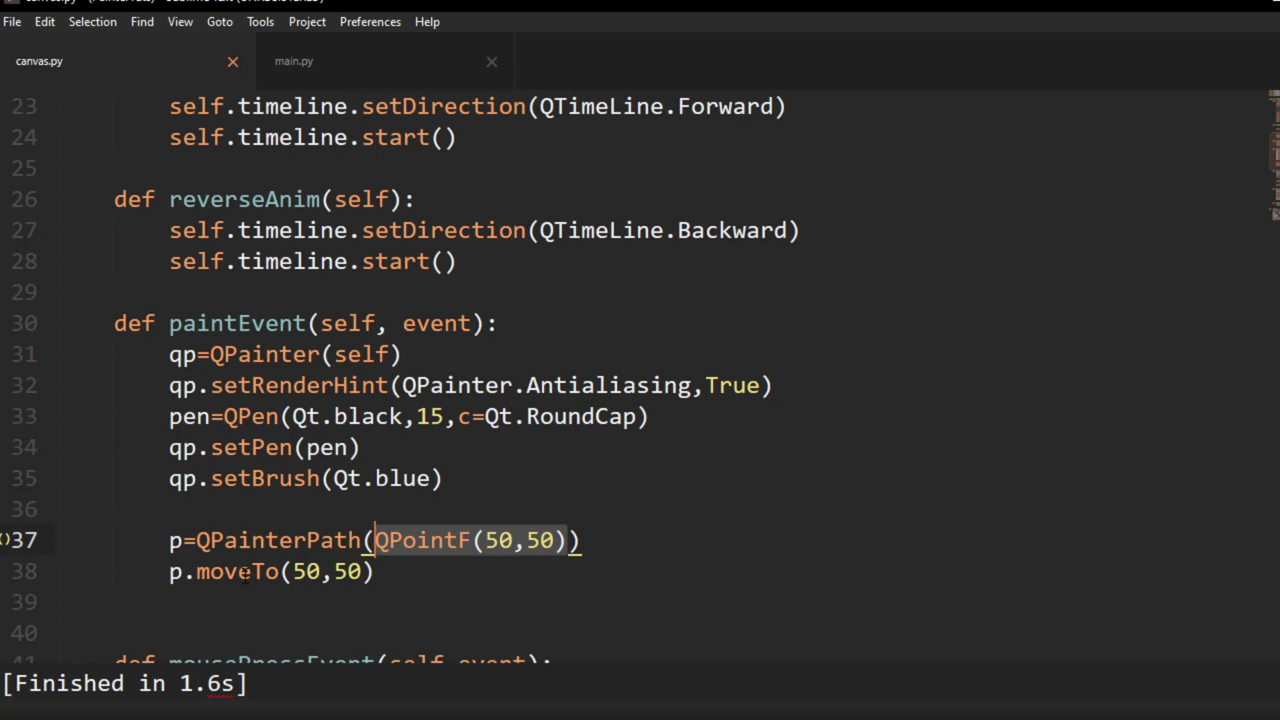 File Edit Selection Find View Goto Tools Project Preferences Help
canvas.py × main.py ×
23 self.timeline.setDirection(QTimeLine.Forward)
24 self.timeline.start()
25
26 def reverseAnim(self):
27 self.timeline.setDirection(QTimeLine.Backward)
28 self.timeline.start()
29
30 def paintEvent(self, event):
31 qp=QPainter(self)
32 qp.setRenderHint(QPainter.Antialiasing,True)
33 pen=QPen(Qt.black,15,c=Qt.RoundCap)
34 qp.setPen(pen)
35 qp.setBrush(Qt.blue)
36
37 p=QPainterPath(QPointF(50,50))
38 p.moveTo(50,50)
39
40
41 def mousePressEvent(self,event):
[Finished in 1.6s]